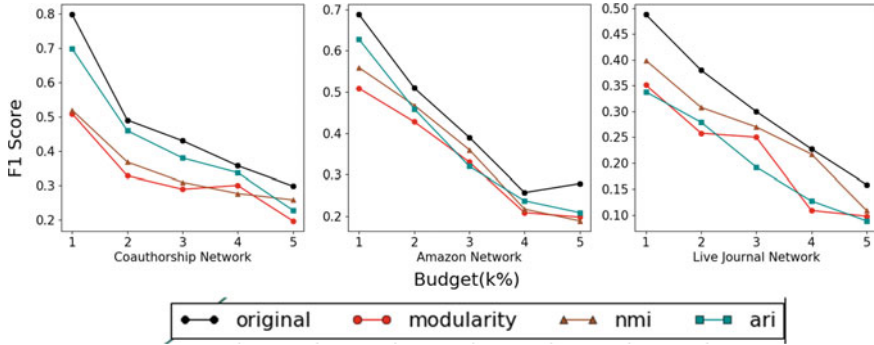 F1 Score
0.8
0.7
0.6
0.5
0.4
0.3
0.2
1 2 3 4 5
Coauthorship Network
0.7
0.6
0.5
0.4
0.3
0.2
1 2 3 4 5
Amazon Network
0.50
0.45
0.40
0.35
0.30
0.25
0.20
0.15
0.10
1 2 3 4 5
Live Journal Network
Budget(k%)
original modularity nmi ari